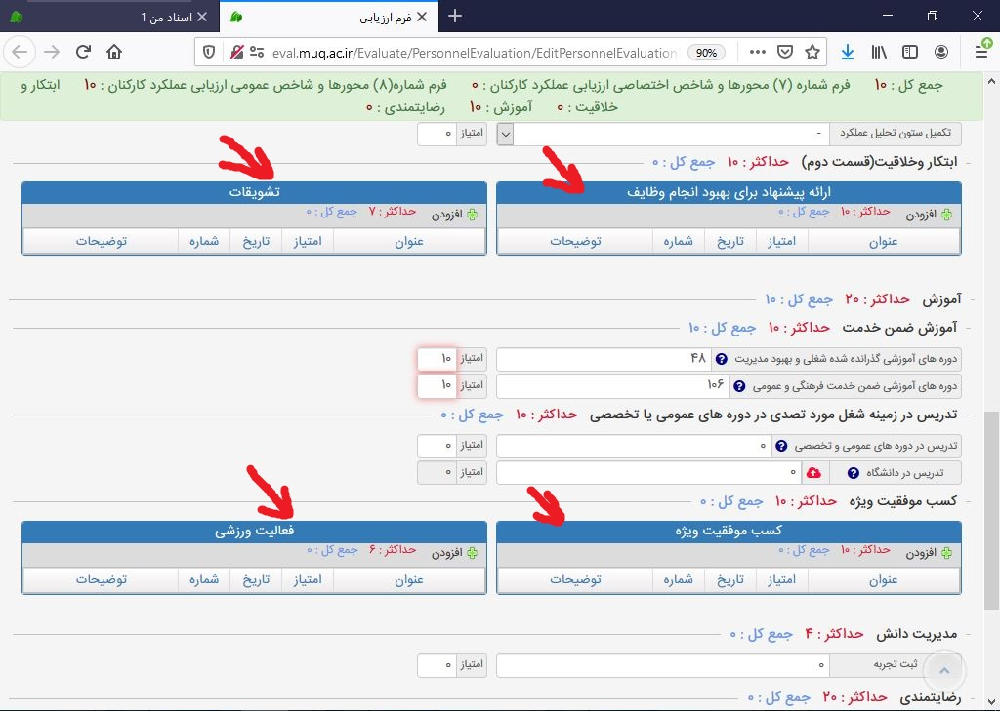 اسناد من 1
فرم ارزیابی
eval.muq.ac.ir/Evaluate/PersonnelEvaluation/EditPersonnelEvaluation
90%
جمع کل : ۱۰ فرم شماره (۷) محورها و شاخص اختصاصی ارزیابی عملکرد کارکنان : ۰ فرم شماره(۸) محورها و شاخص عمومی ارزیابی عملکرد کارکنان : ۱۰ ابتکار و
خلاقیت : ۰ آموزش : ۱۰ رضایتمندی : ۰
تکمیل ستون تحلیل عملکرد - امتیاز ۰
ابتکار وخلاقیت(قسمت دوم) حداکثر : ۱۰ جمع کل : ۰
ارائه پیشنهاد برای بهبود انجام وظایف
افزودن حداکثر : ۱۰ جمع کل : ۰
عنوان امتیاز تاریخ شماره توضیحات
تشویقات
افزودن حداکثر : ۷ جمع کل : ۰
عنوان امتیاز تاریخ شماره توضیحات
آموزش حداکثر : ۲۰ جمع کل : ۱۰
آموزش ضمن خدمت حداکثر : ۱۰ جمع کل : ۱۰
دوره های آموزشی گذرانده شده شغلی و بهبود مدیریت ۴۸ امتیاز ۱۰
دوره های آموزشی ضمن خدمت فرهنگی و عمومی ۱۰۶ امتیاز ۱۰
تدریس در زمینه شغل مورد تصدی در دوره های عمومی یا تخصصی حداکثر : ۱۰ جمع کل : ۰
تدریس در دوره های عمومی و تخصصی ۰ امتیاز ۰
تدریس در دانشگاه ۰ امتیاز ۰
کسب موفقیت ویژه حداکثر : ۱۰ جمع کل : ۰
کسب موفقیت ویژه
افزودن حداکثر : ۱۰ جمع کل : ۰
عنوان امتیاز تاریخ شماره توضیحات
فعالیت ورزشی
افزودن حداکثر : ۶ جمع کل : ۰
عنوان امتیاز تاریخ شماره توضیحات
مدیریت دانش حداکثر : ۴ جمع کل : ۰
ثبت تجربه ۰ امتیاز ۰
رضایتمندی حداکثر : ۲۰ جمع کل : ۰